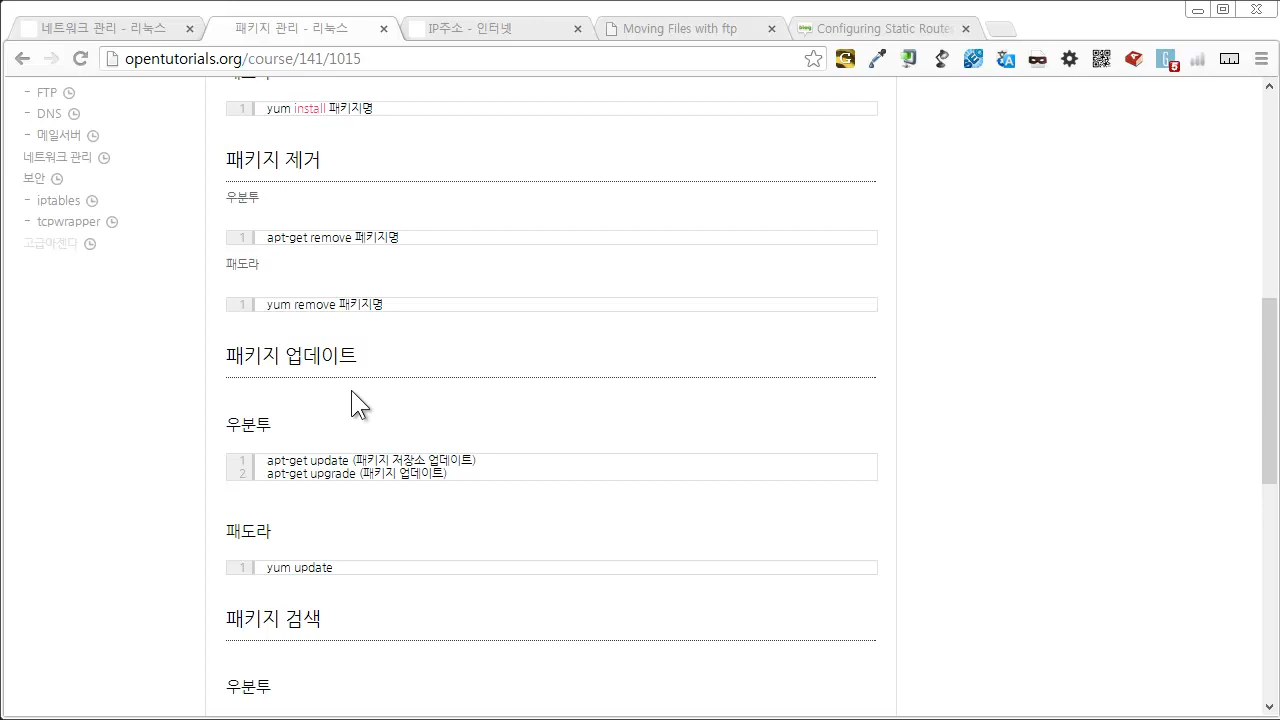 네트워크 관리 - 리눅스
패키지 관리 - 리눅스
IP주소 - 인터넷
Moving Files with ftp
Configuring Static Route
opentutorials.org/course/141/1015
5
- FTP
- DNS
- 메일서버
네트워크 관리
보안
- iptables
- tcpwrapper
고급아젠다
1 yum install 패키지명
패키지 제거
우분투
1 apt-get remove 페키지명
패도라
1 yum remove 패키지명
패키지 업데이트
우분투
1 apt-get update (패키지 저장소 업데이트)
2 apt-get upgrade (패키지 업데이트)
패도라
1 yum update
패키지 검색
우분투